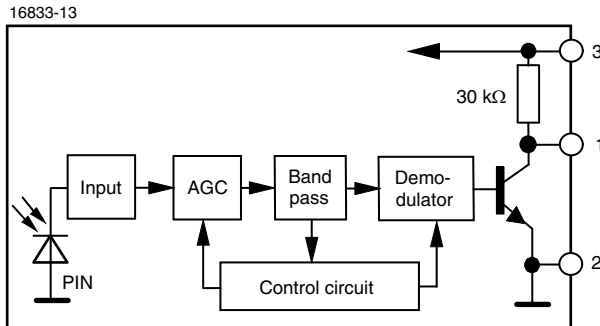 16833-13
3
30 kΩ
1
Input
AGC
Band
pass
Demo-
dulator
2
PIN
Control circuit